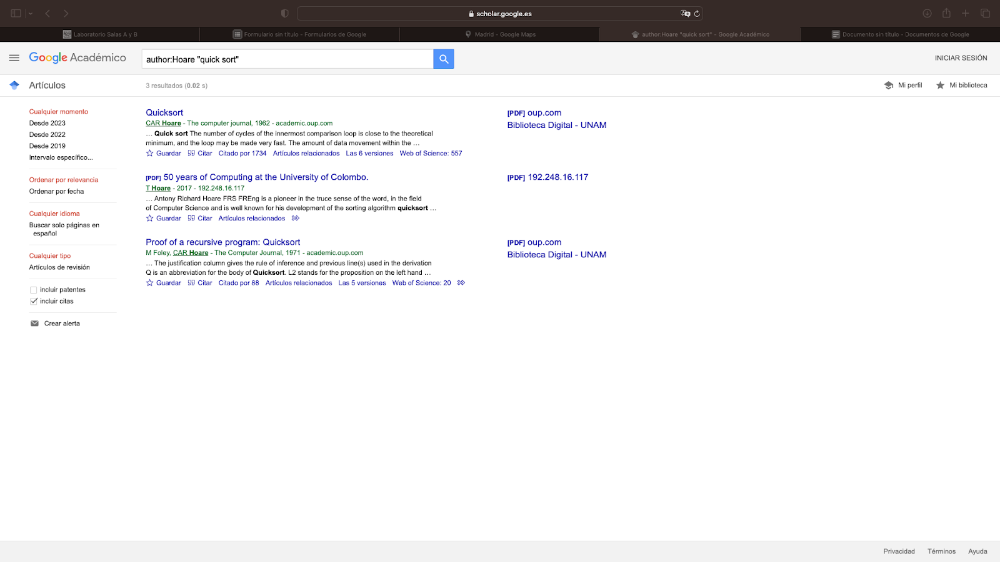 scholar.google.es
Laboratorio Salas A y B
Formulario sin título - Formularios de Google
Madrid - Google Maps
author:Hoare "quick sort" - Google Académico
Documento sin título - Documentos de Google
Google Académico
author:Hoare "quick sort"
INICIAR SESIÓN
Artículos
3 resultados (0.02 s)
Mi perfil
Mi biblioteca
Cualquier momento
Desde 2023
Desde 2022
Desde 2019
Intervalo específico...
Ordenar por relevancia
Ordenar por fecha
Cualquier idioma
Buscar solo páginas en
español
Cualquier tipo
Artículos de revisión
incluir patentes
incluir citas
Crear alerta
Quicksort
CAR Hoare - The computer journal, 1962 - academic.oup.com
… Quick sort The number of cycles of the innermost comparison loop is close to the theoretical
minimum, and the loop may be made very fast. The amount of data movement within the …
Guardar Citar Citado por 1734 Artículos relacionados Las 6 versiones Web of Science: 557
[PDF] oup.com
Biblioteca Digital - UNAM
[PDF] 50 years of Computing at the University of Colombo.
T Hoare - 2017 - 192.248.16.117
… Antony Richard Hoare FRS FREng is a pioneer in the truce sense of the word, in the field
of Computer Science and is well known for his development of the sorting algorithm quicksort …
Guardar Citar Artículos relacionados
[PDF] 192.248.16.117
Proof of a recursive program: Quicksort
M Foley, CAR Hoare - The Computer Journal, 1971 - academic.oup.com
… The justification column gives the rule of inference and previous line(s) used in the derivation
Q is an abbreviation for the body of Quicksort. L2 stands for the proposition on the left hand …
Guardar Citar Citado por 88 Artículos relacionados Las 5 versiones Web of Science: 20
[PDF] oup.com
Biblioteca Digital - UNAM
Privacidad Términos Ayuda